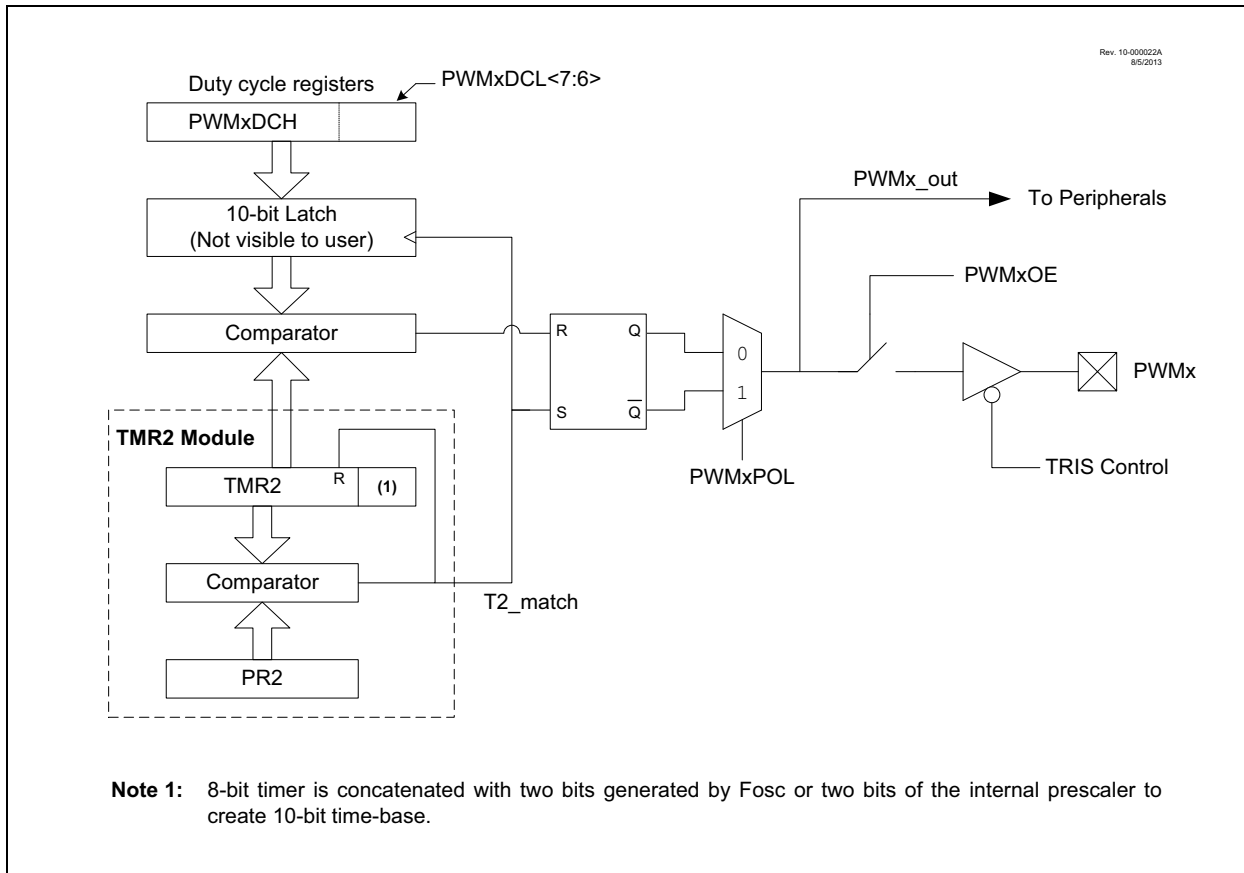 Rev. 10-000022A
8/5/2013
Duty cycle registers
PWMxDCL<7:6>
PWMxDCH
10-bit Latch
(Not visible to user)
Comparator
PWMx_out
To Peripherals
PWMxOE
R
Q
S
Q̅
0
1
PWMxPOL
PWMx
TRIS Control
TMR2 Module
TMR2
R
(1)
Comparator
T2_match
PR2
Note 1: 8-bit timer is concatenated with two bits generated by Fosc or two bits of the internal prescaler to
create 10-bit time-base.